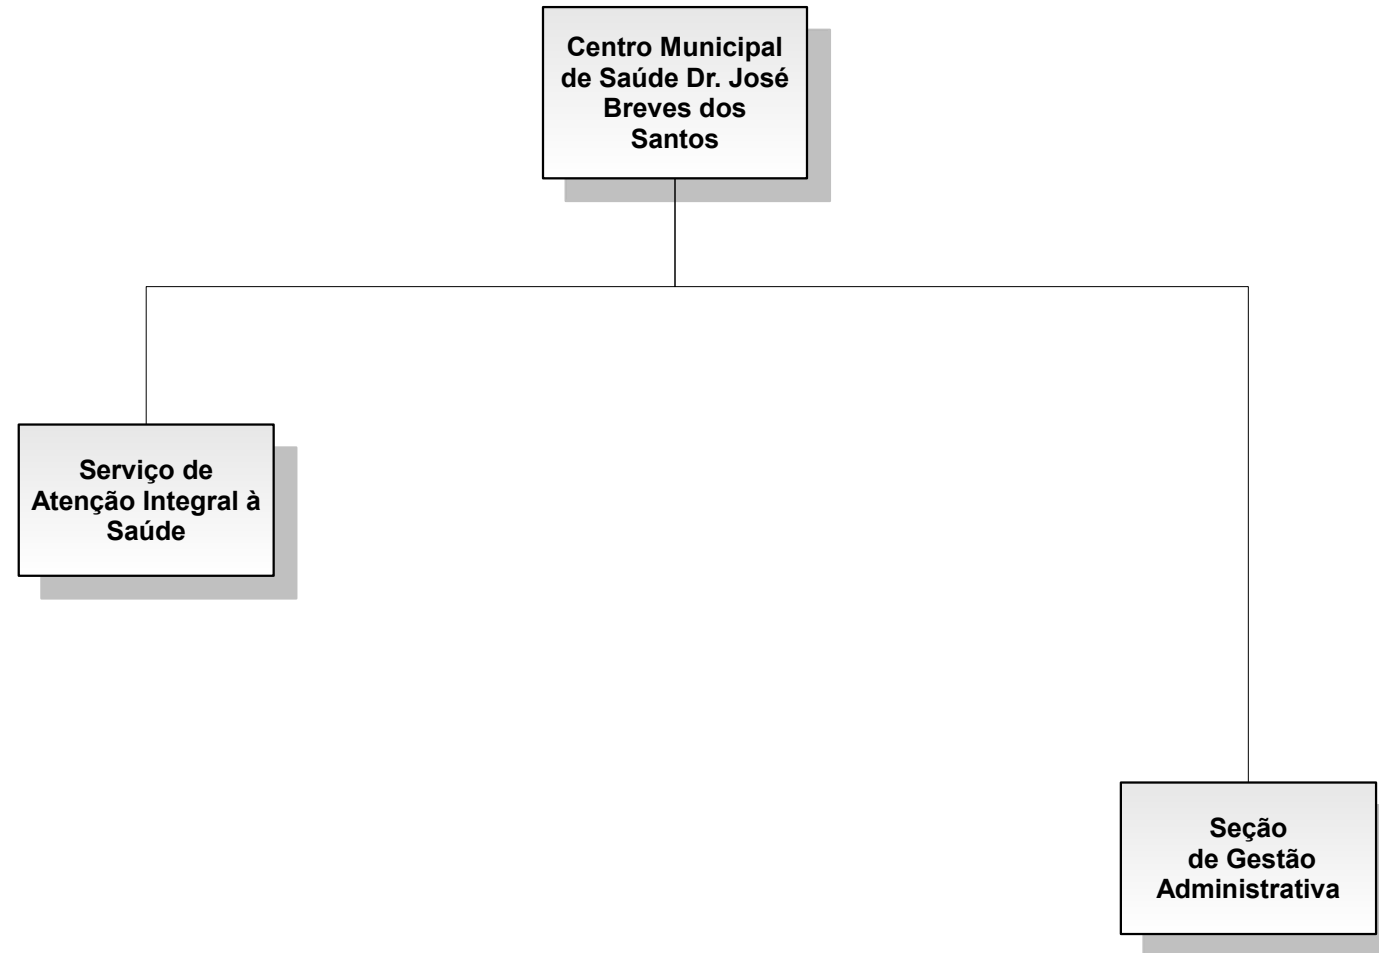 Centro Municipal
de Saúde Dr. José
Breves dos
Santos
Serviço de
Atenção Integral à
Saúde
Seção
de Gestão
Administrativa